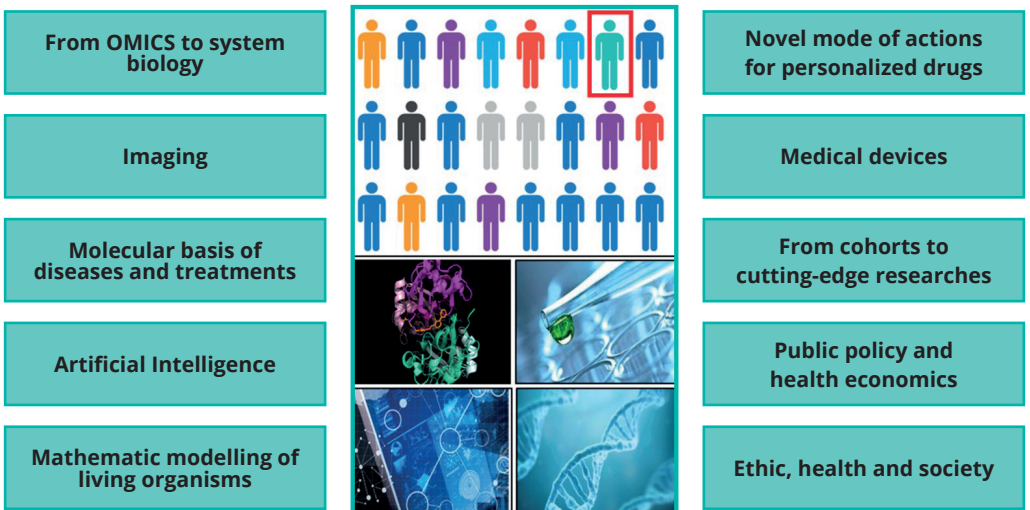 From OMICS to system
biology
Imaging
Molecular basis of
diseases and treatments
Artificial Intelligence
Mathematic modelling of
living organisms
Novel mode of actions
for personalized drugs
Medical devices
From cohorts to
cutting-edge researches
Public policy and
health economics
Ethic, health and society